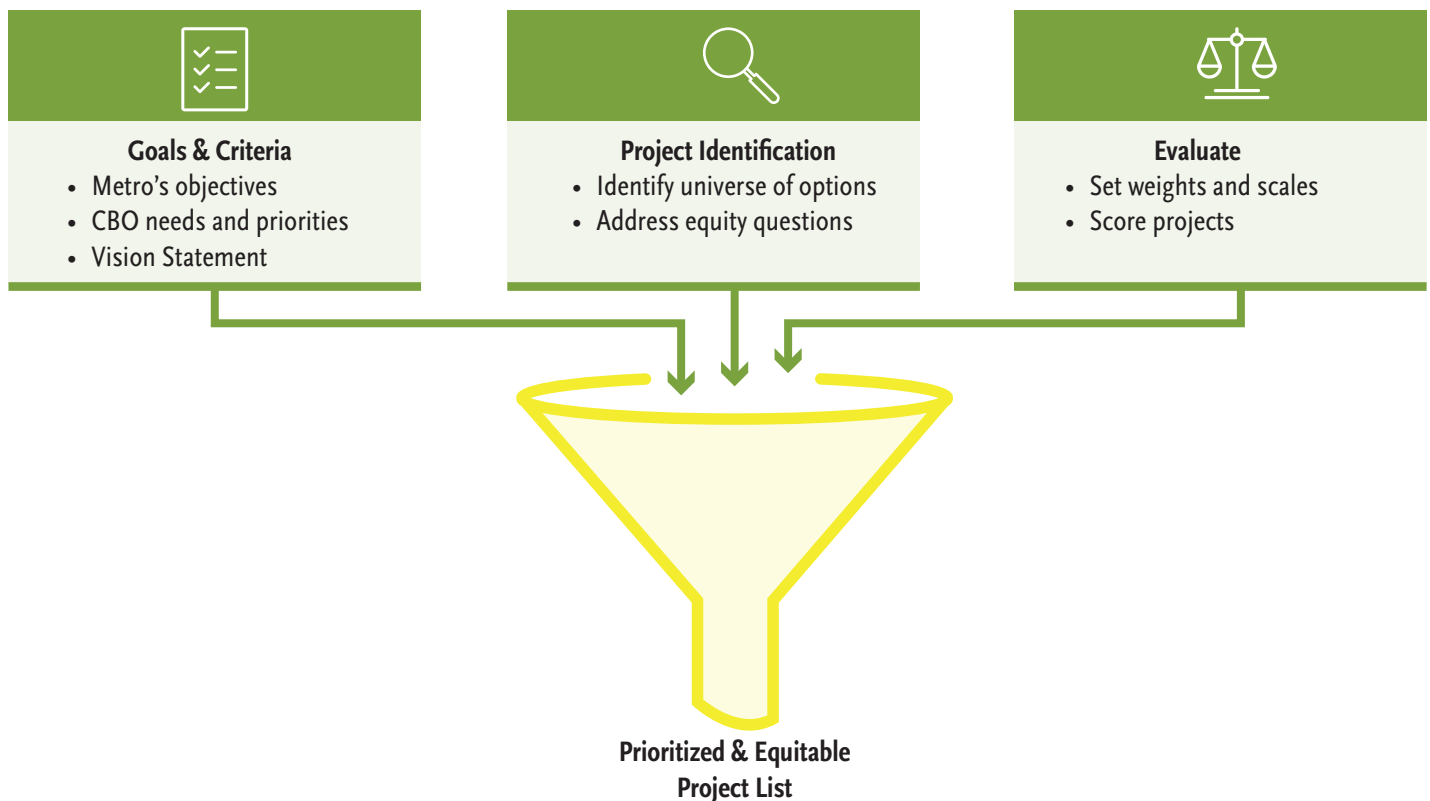 Goals & Criteria
• Metro’s objectives
• CBO needs and priorities
• Vision Statement
Project Identification
• Identify universe of options
• Address equity questions
Evaluate
• Set weights and scales
• Score projects
Prioritized & Equitable
Project List